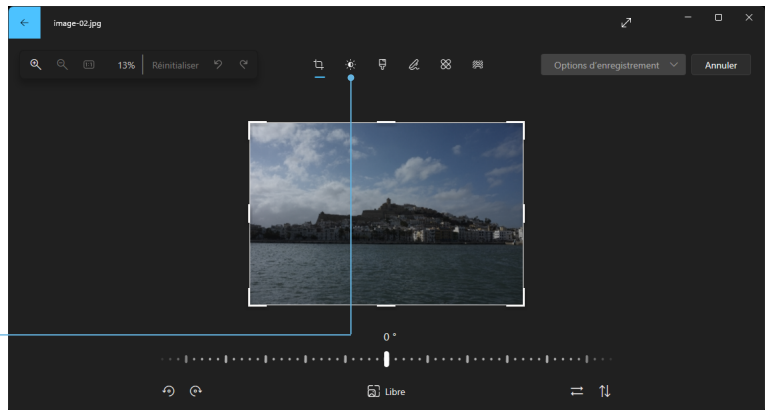 image-02.jpg
13% Réinitialiser Options d'enregistrement Annuler
0 °
Libre